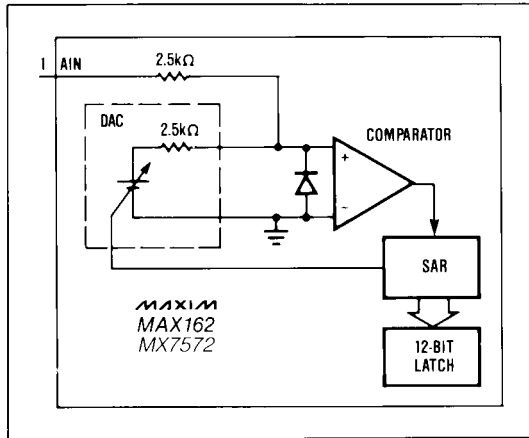 2.5kΩ
1 AIN
DAC
2.5kΩ
COMPARATOR
+
−
SAR
MAXIM
MAX162
MX7572
12-BIT
LATCH